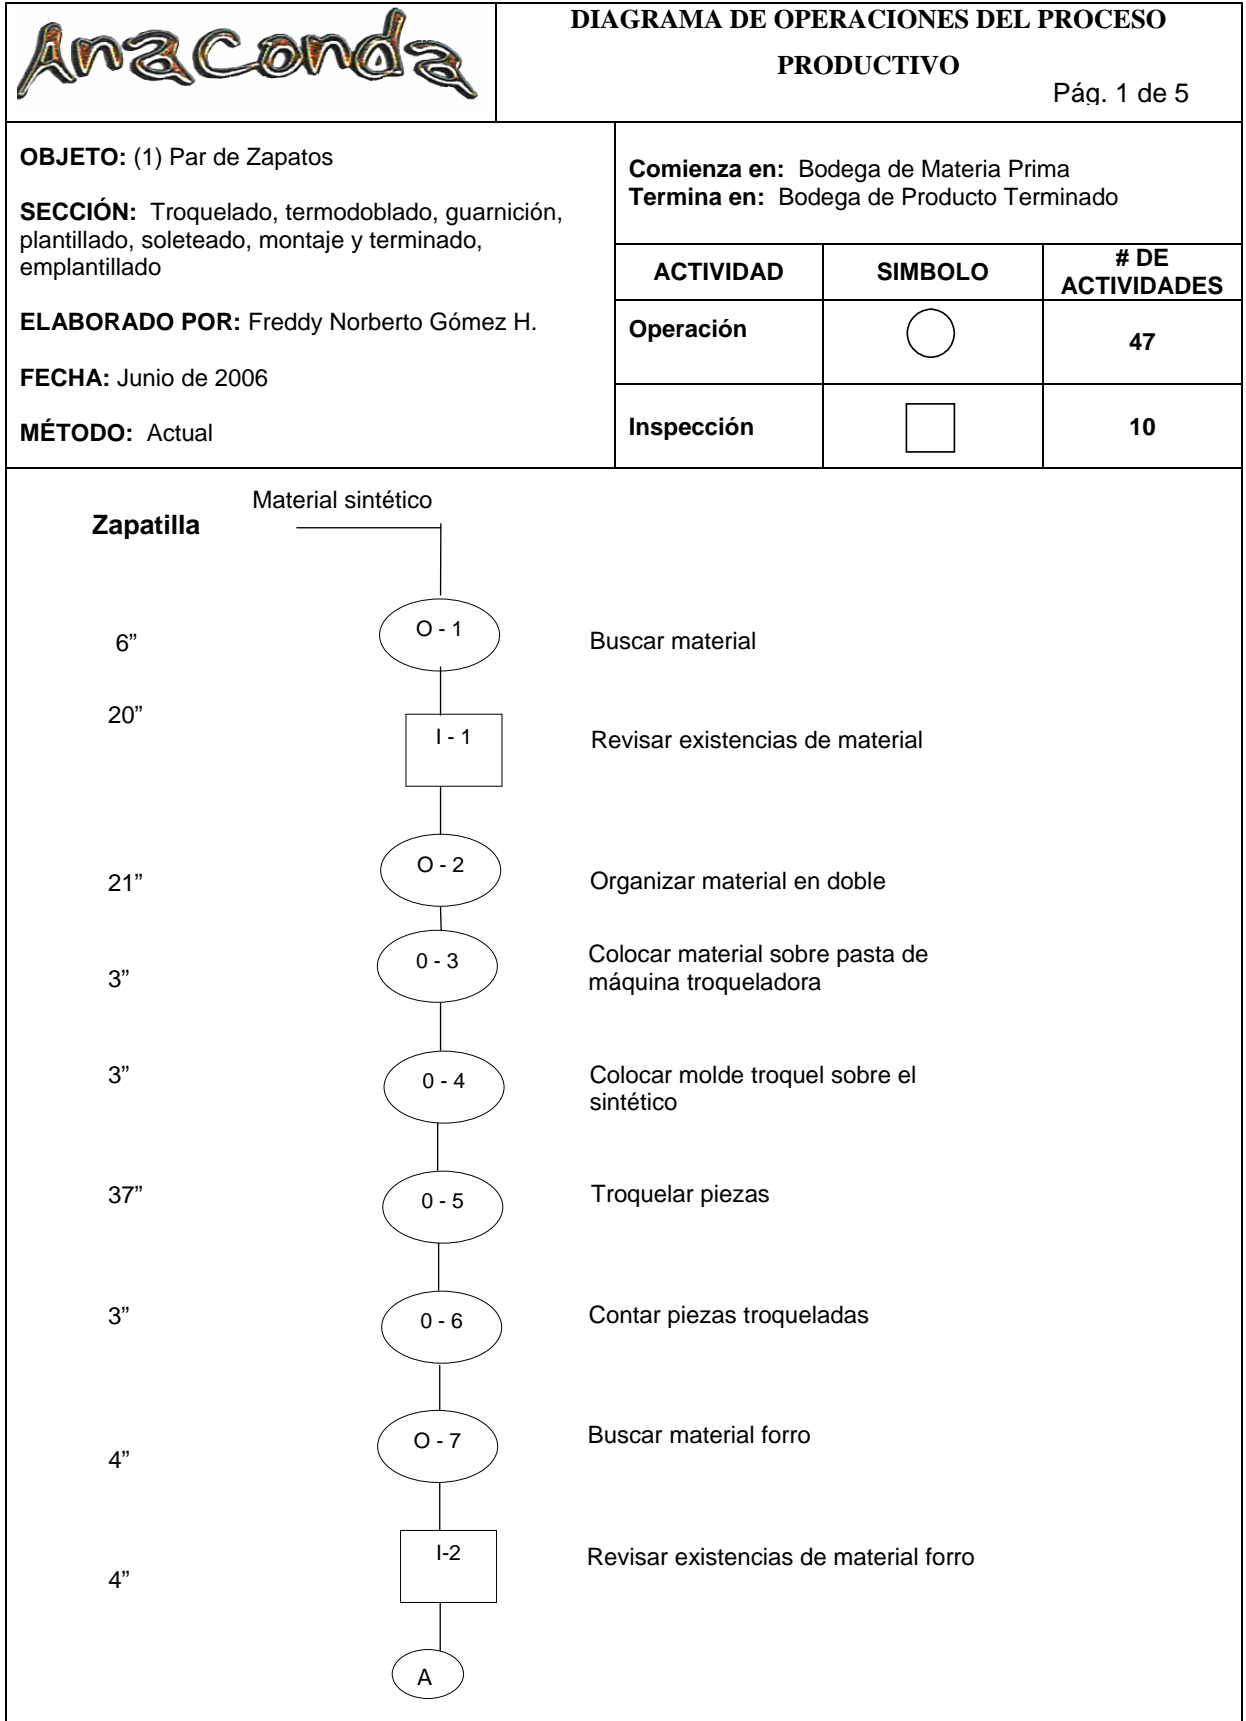 Anaconda
DIAGRAMA DE OPERACIONES DEL PROCESO
PRODUCTIVO
Pág. 1 de 5
OBJETO: (1) Par de Zapatos
SECCIÓN: Troquelado, termodoblado, guarnición,
plantillado, soleteado, montaje y terminado,
emplantillado
ELABORADO POR: Freddy Norberto Gómez H.
FECHA: Junio de 2006
MÉTODO: Actual
Comienza en: Bodega de Materia Prima
Termina en: Bodega de Producto Terminado
ACTIVIDAD SIMBOLO # DE
ACTIVIDADES
Operación 47
Inspección 10
Material sintético
Zapatilla
6” O - 1 Buscar material
20” I - 1 Revisar existencias de material
21” O - 2 Organizar material en doble
3” 0 - 3 Colocar material sobre pasta de
máquina troqueladora
3” 0 - 4 Colocar molde troquel sobre el
sintético
37” 0 - 5 Troquelar piezas
3” 0 - 6 Contar piezas troqueladas
4” O - 7 Buscar material forro
4” I-2 Revisar existencias de material forro
A